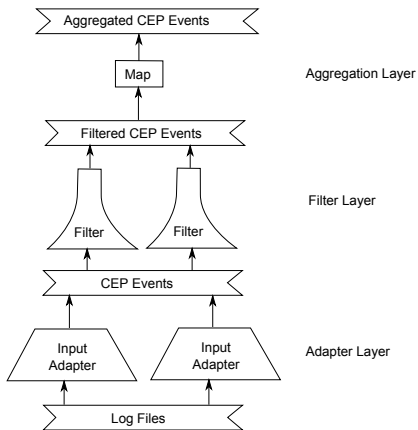 Aggregated CEP Events
Map
Aggregation Layer
Filtered CEP Events
Filter Layer
Filter
Filter
CEP Events
Input
Adapter
Input
Adapter
Adapter Layer
Log Files